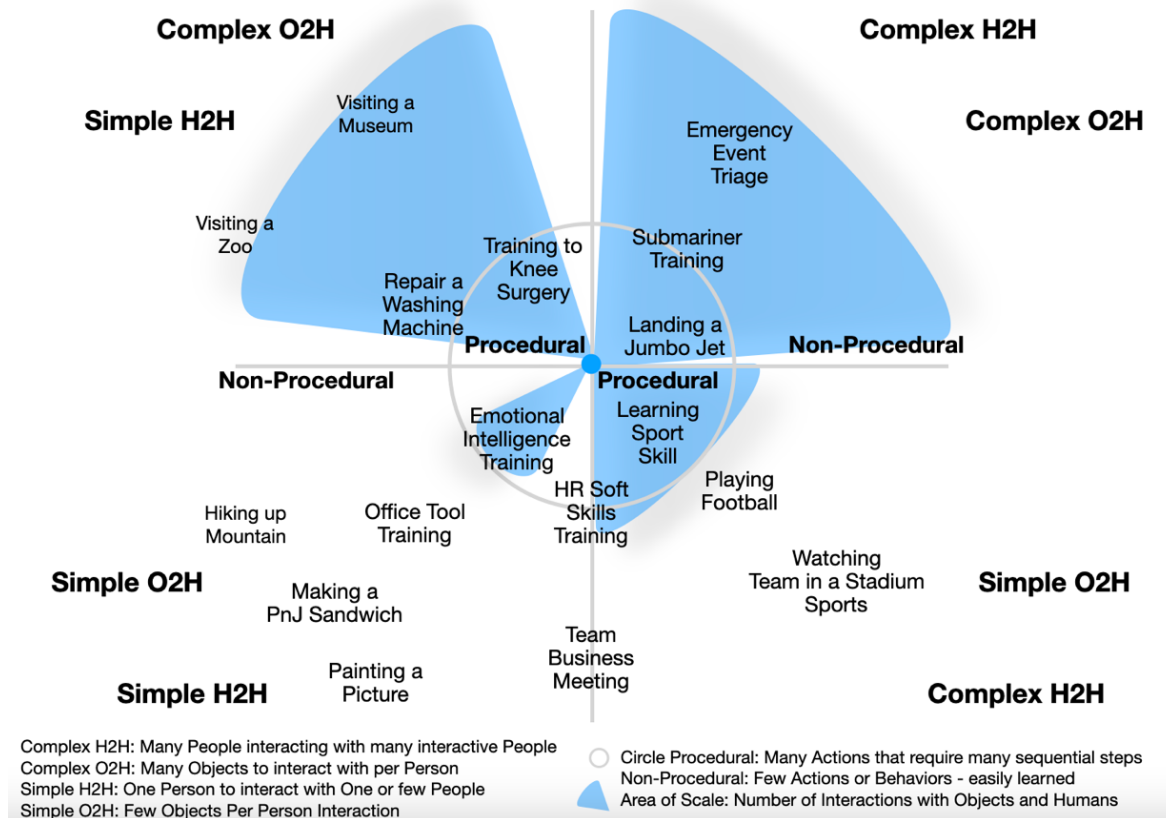 Complex O2H
Complex H2H
Simple H2H
Complex O2H
Visiting a
Museum
Emergency
Event
Triage
Visiting a
Zoo
Training to
Knee
Surgery
Submariner
Training
Repair a
Washing
Machine
Landing a
Jumbo Jet
Procedural
Non-Procedural
Non-Procedural
Procedural
Emotional
Intelligence
Training
Learning
Sport
Skill
HR Soft
Skills
Training
Playing
Football
Hiking up
Mountain
Office Tool
Training
Watching
Team in a Stadium
Sports
Simple O2H
Simple O2H
Making a
PnJ Sandwich
Team
Business
Meeting
Painting a
Picture
Simple H2H
Complex H2H
Complex H2H: Many People interacting with many interactive People
Complex O2H: Many Objects to interact with per Person
Simple H2H: One Person to interact with One or few People
Simple O2H: Few Objects Per Person Interaction
Circle Procedural: Many Actions that require many sequential steps
Non-Procedural: Few Actions or Behaviors - easily learned
Area of Scale: Number of Interactions with Objects and Humans